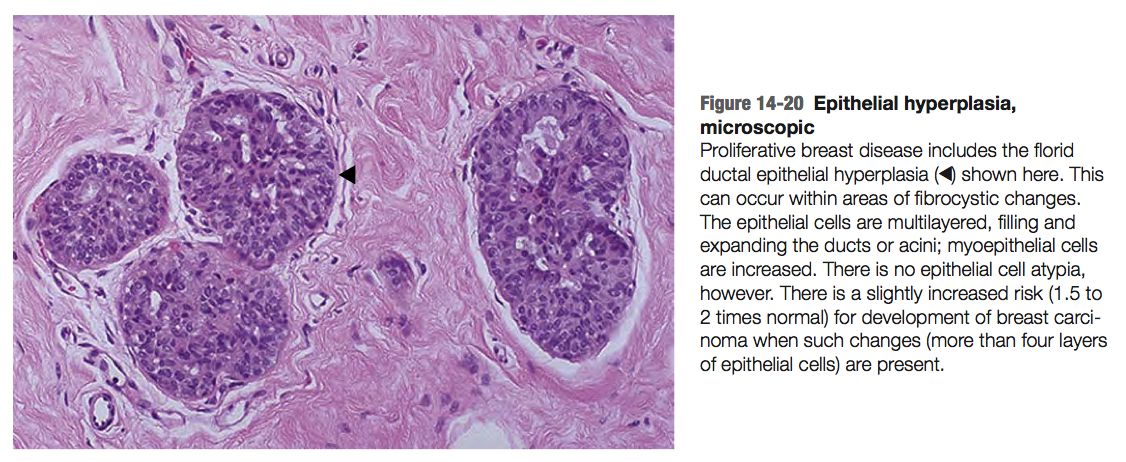 Figure 14-20 Epithelial hyperplasia,
microscopic
Proliferative breast disease includes the florid
ductal epithelial hyperplasia (◀) shown here. This
can occur within areas of fibrocystic changes.
The epithelial cells are multilayered, filling and
expanding the ducts or acini; myoepithelial cells
are increased. There is no epithelial cell atypia,
however. There is a slightly increased risk (1.5 to
2 times normal) for development of breast carci-
noma when such changes (more than four layers
of epithelial cells) are present.